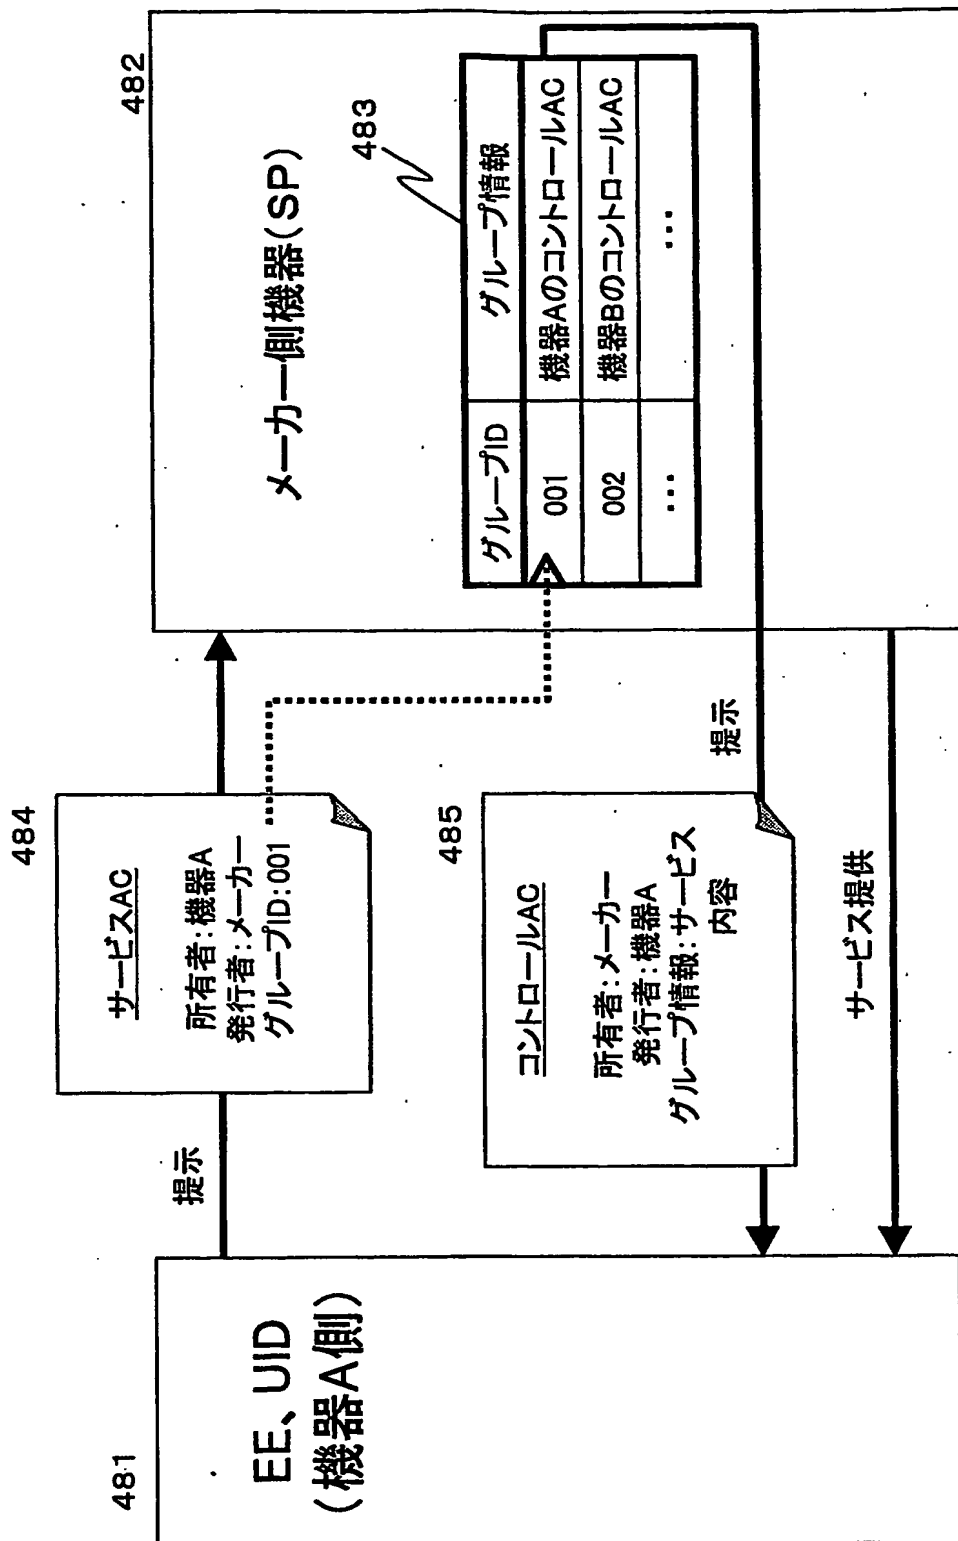 481
EE、UID
(機器A側)
提示
484
サービスAC
所有者:機器A
発行者:メーカー
グループID:001
485
コントロールAC
所有者:メーカー
発行者:機器A
グループ情報:サービス
内容
提示
サービス提供
482
メーカー側機器(SP)
483
グループID グループ情報
001 機器AのコントロールAC
002 機器BのコントロールAC
… …